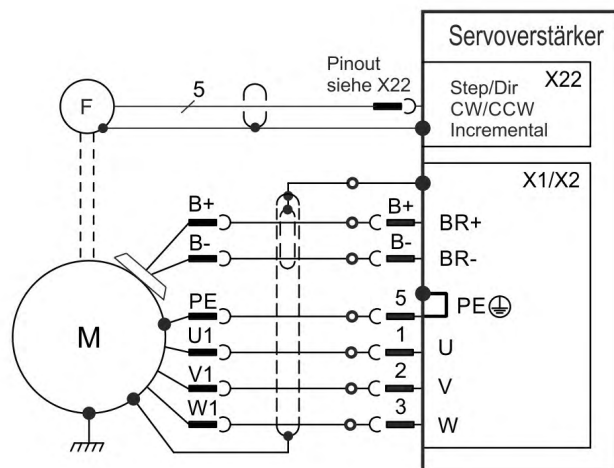 Servoverstärker
Pinout
siehe X22
X22
F
5
Step/Dir
CW/CCW
Incremental
X1/X2
B+
B+
BR+
B-
B-
BR-
PE
5
PE
M
U1
1
U
V1
2
V
W1
3
W